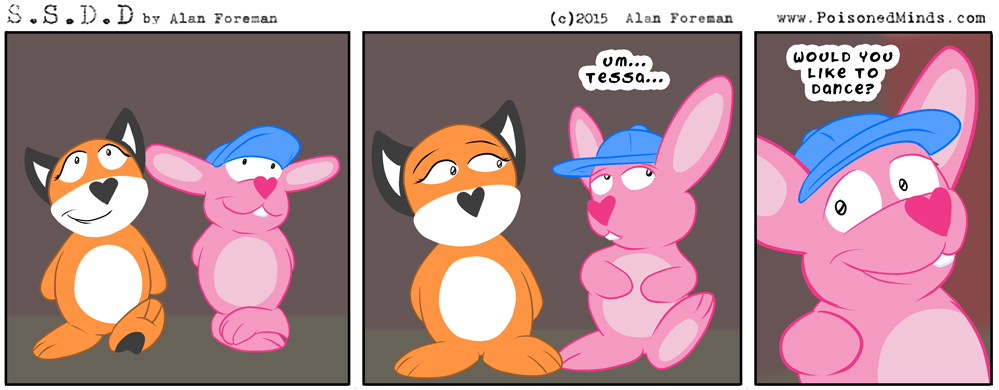 S.S.D.D by Alan Foreman (c)2015 Alan Foreman www.PoisonedMinds.com
Um...
Tessa...
Would you
like to
dance?